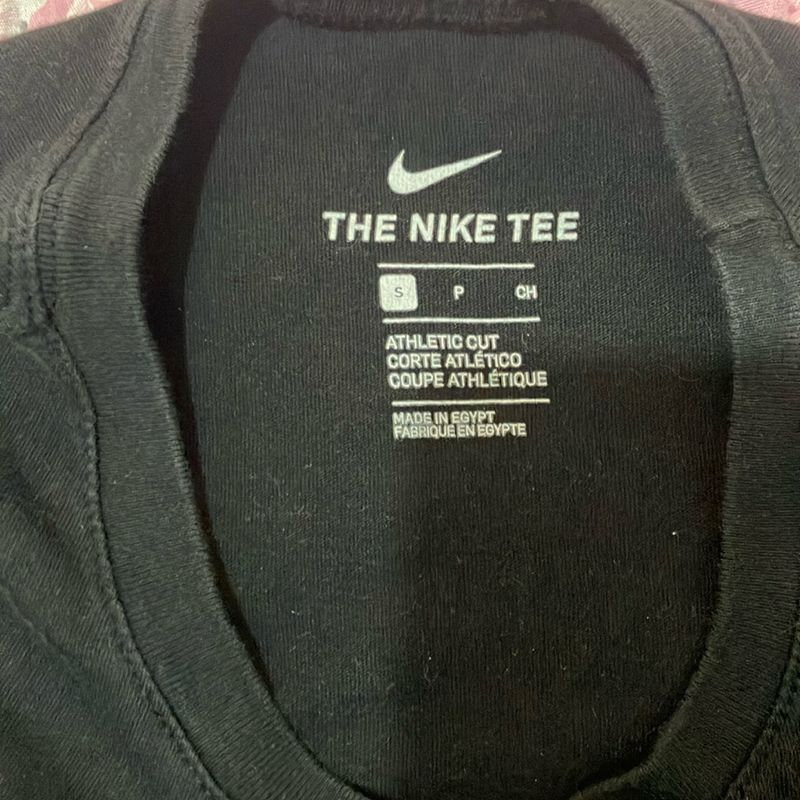 THE NIKE TEE
S P CH
ATHLETIC CUT
CORTE ATLÉTICO
COUPE ATHLÉTIQUE
MADE IN EGYPT
FABRIQUE EN EGYPTE